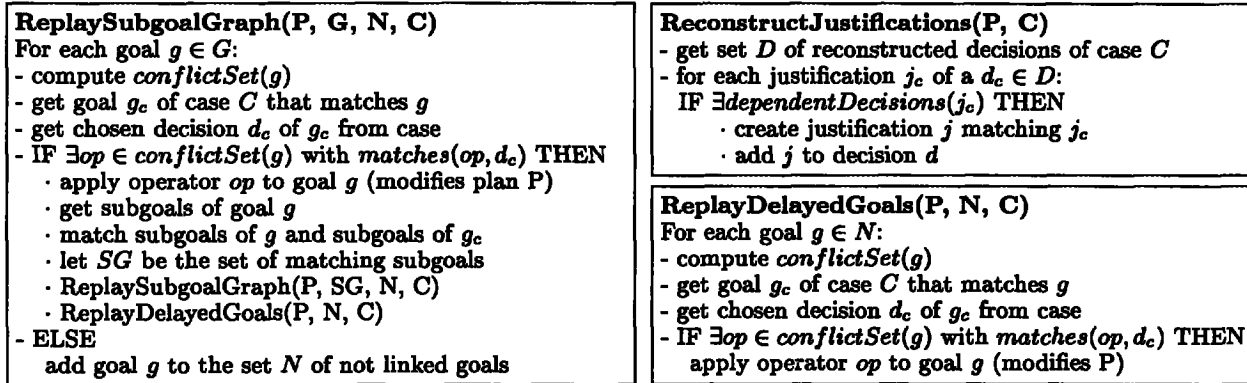 ReplaySubgoalGraph(P, G, N, C)
For each goal g ∈ G:
- compute conflictSet(g)
- get goal g_c of case C that matches g
- get chosen decision d_c of g_c from case
- IF ∃op ∈ conflictSet(g) with matches(op, d_c) THEN
· apply operator op to goal g (modifies plan P)
· get subgoals of goal g
· match subgoals of g and subgoals of g_c
· let SG be the set of matching subgoals
· ReplaySubgoalGraph(P, SG, N, C)
· ReplayDelayedGoals(P, N, C)
- ELSE
add goal g to the set N of not linked goals
ReconstructJustifications(P, C)
- get set D of reconstructed decisions of case C
- for each justification j_c of a d_c ∈ D:
IF ∃dependentDecisions(j_c) THEN
· create justification j matching j_c
· add j to decision d
ReplayDelayedGoals(P, N, C)
For each goal g ∈ N:
- compute conflictSet(g)
- get goal g_c of case C that matches g
- get chosen decision d_c of g_c from case
- IF ∃op ∈ conflictSet(g) with matches(op, d_c) THEN
apply operator op to goal g (modifies P)